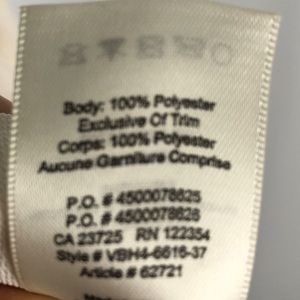 Body: 100% Polyester
Exclusive Of Trim
Corps: 100% Polyester
Aucune Garniture Comprise
P.O. # 4500078625
P.O. # 4500078626
CA 23725 RN 122354
Style # VBH4-6616-37
Article # 62721